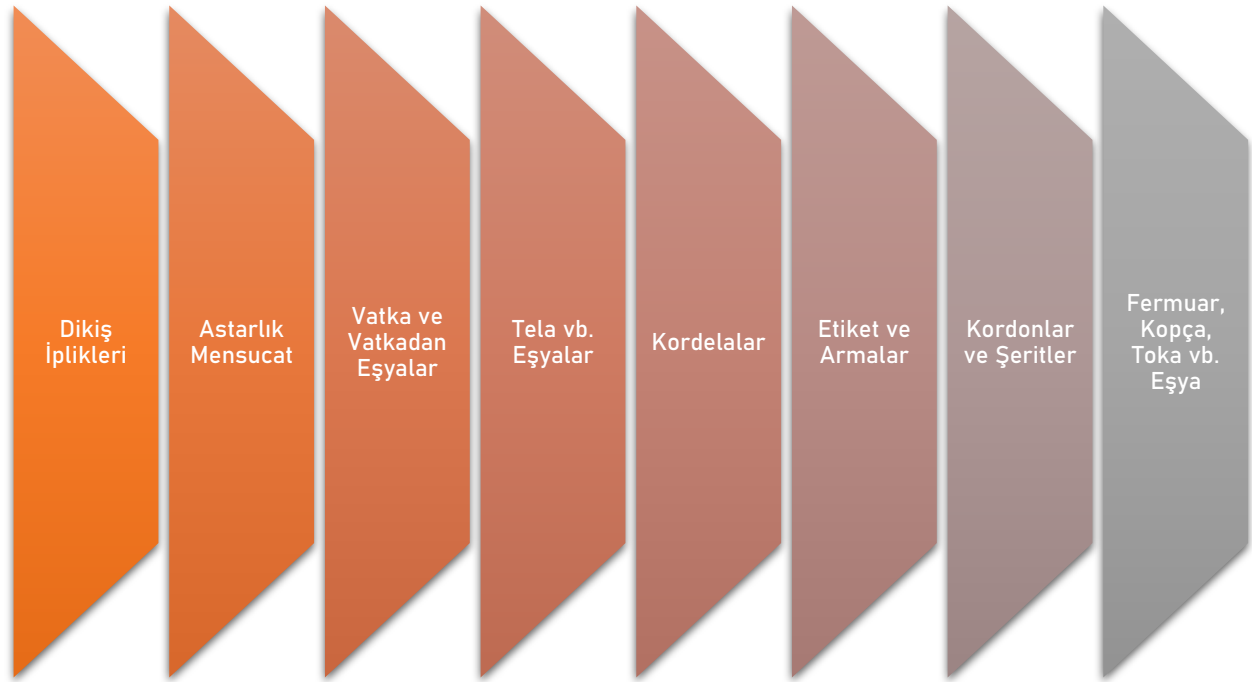 Dikiş
İplikleri
Astarlık
Mensucat
Vatka ve
Vatkadan
Eşyalar
Tela vb.
Eşyalar
Kordelalar
Etiket ve
Armalar
Kordonlar
ve Şeritler
Fermuar,
Kopça,
Toka vb.
Eşya